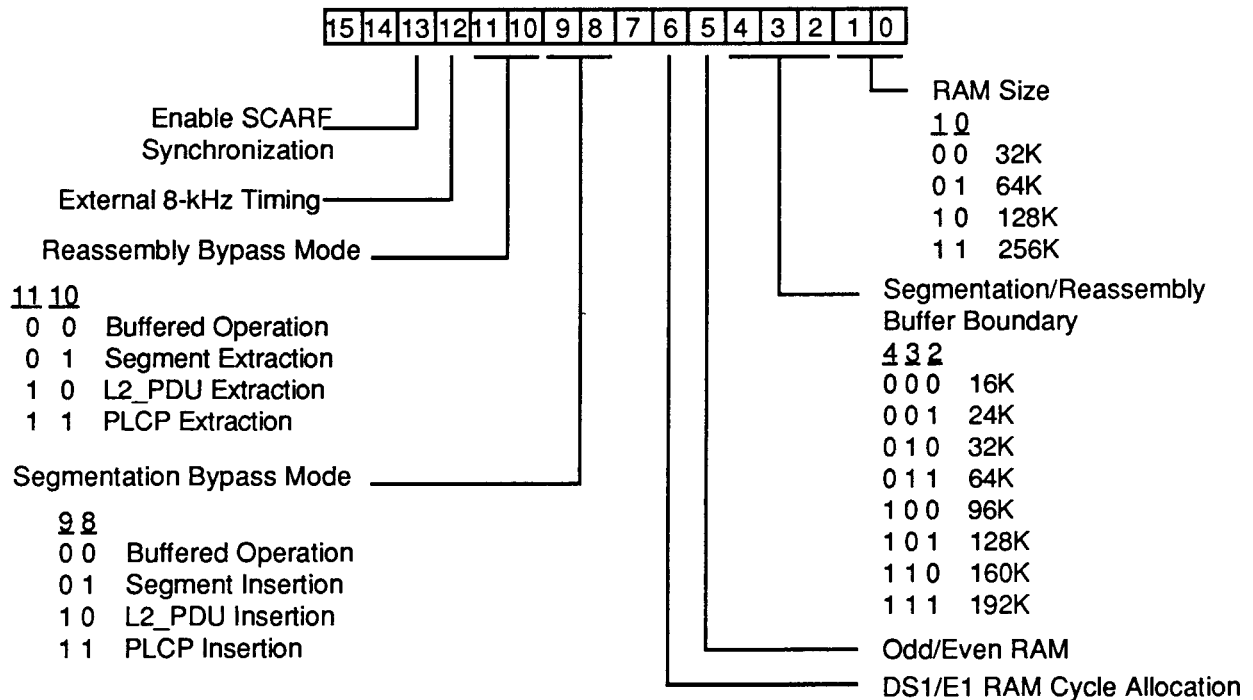 15 14 13 12 11 10 9 8 7 6 5 4 3 2 1 0
Enable SCARF
Synchronization
External 8-kHz Timing
Reassembly Bypass Mode
11 10
0 0 Buffered Operation
0 1 Segment Extraction
1 0 L2_PDU Extraction
1 1 PLCP Extraction
Segmentation Bypass Mode
9 8
0 0 Buffered Operation
0 1 Segment Insertion
1 0 L2_PDU Insertion
1 1 PLCP Insertion
RAM Size
1 0
0 0 32K
0 1 64K
1 0 128K
1 1 256K
Segmentation/Reassembly
Buffer Boundary
4 3 2
0 0 0 16K
0 0 1 24K
0 1 0 32K
0 1 1 64K
1 0 0 96K
1 0 1 128K
1 1 0 160K
1 1 1 192K
Odd/Even RAM
DS1/E1 RAM Cycle Allocation